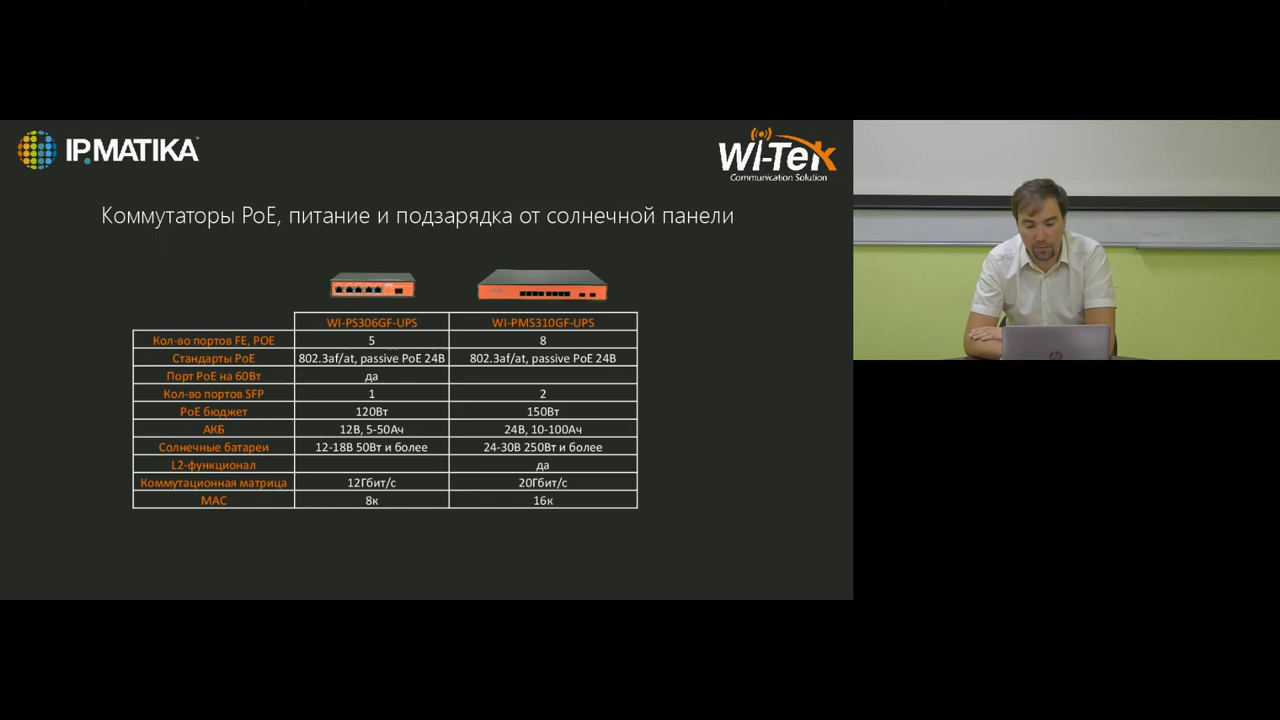 IP.MATIKA
Wi-Tek
Communication Solution
Коммутаторы PoE, питание и подзарядка от солнечной панели
WI-PS306GF-UPS WI-PMS310GF-UPS
Кол-во портов FE, POE 5 8
Стандарты PoE 802.3af/at, passive PoE 24В 802.3af/at, passive PoE 24В
Порт PoE на 60Вт да
Кол-во портов SFP 1 2
PoE бюджет 120Вт 150Вт
АКБ 12В, 5-50Ач 24В, 10-100Ач
Солнечные батареи 12-18В 50Вт и более 24-30В 250Вт и более
L2-функционал да
Коммутационная матрица 12Гбит/с 20Гбит/с
MAC 8к 16к